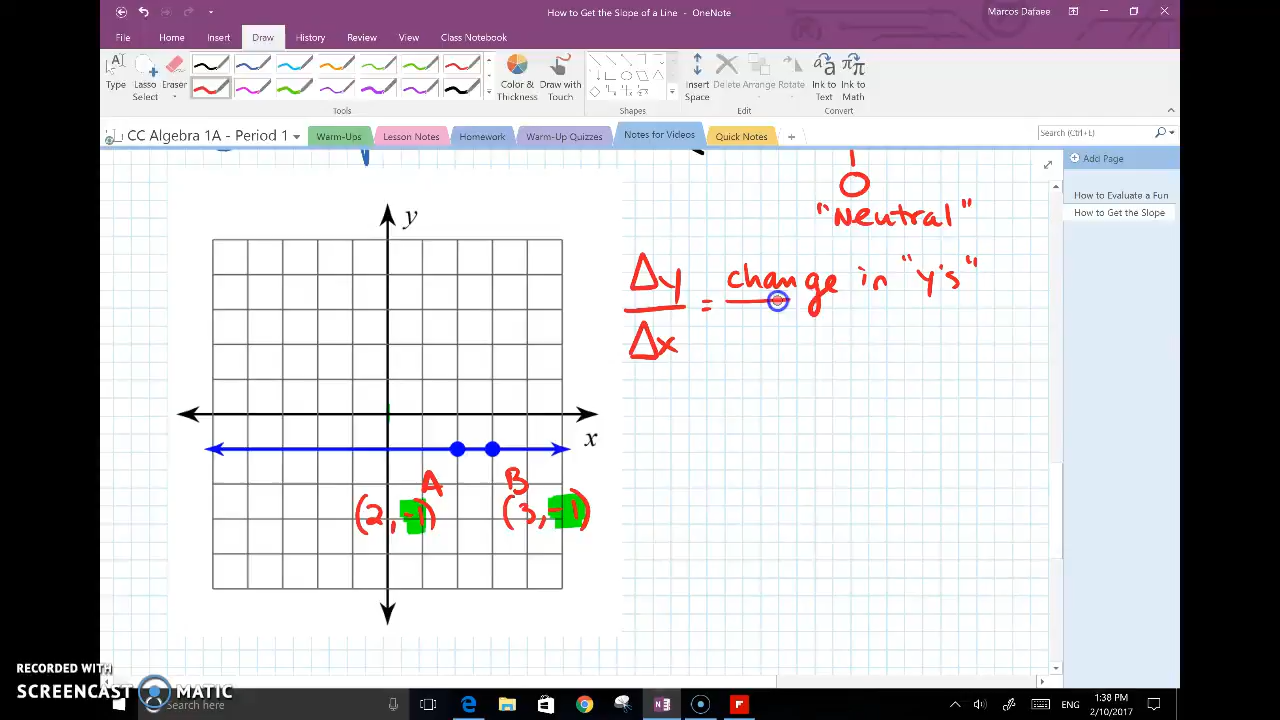 How to Get the Slope of a Line - OneNote
Marcos Dafaee
File Home Insert Draw History Review View Class Notebook
Type
Lasso Select
Eraser
Color & Thickness
Draw with Touch
Insert Space
Delete
Arrange
Rotate
Ink to Text
Ink to Math
Tools Shapes Edit Convert
CC Algebra 1A - Period 1
Warm-Ups Lesson Notes Homework Warm-Up Quizzes Notes for Videos Quick Notes
Search (Ctrl+E)
Add Page
How to Evaluate a Fun
How to Get the Slope
0
"Neutral"
y
Δy/Δx = change in "y's"
x
A B
(2, -1) (3, -1)
RECORDED WITH
SCREENCAST MATIC
Search here
1:38 PM
ENG
2/10/2017